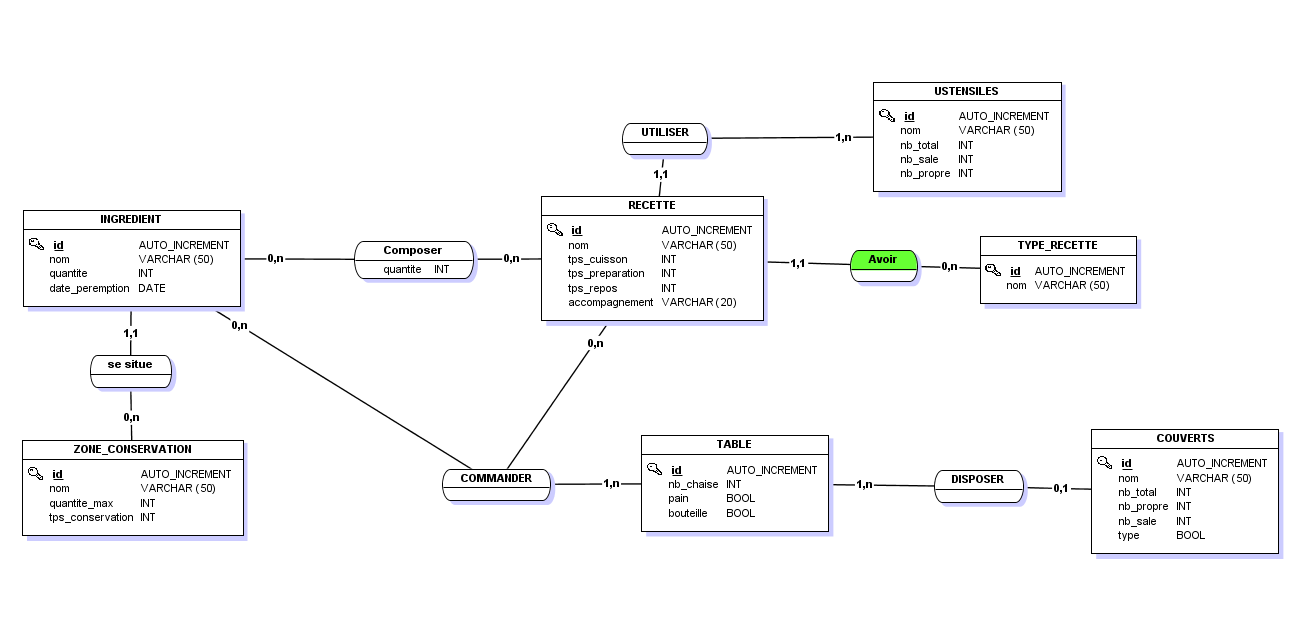 USTENSILES
id AUTO_INCREMENT
nom VARCHAR (50)
nb_total INT
nb_sale INT
nb_propre INT
UTILISER
1,n
1,1
RECETTE
id AUTO_INCREMENT
nom VARCHAR (50)
tps_cuisson INT
tps_preparation INT
tps_repos INT
accompagnement VARCHAR (20)
INGREDIENT
id AUTO_INCREMENT
nom VARCHAR (50)
quantite INT
date_peremption DATE
0,n
Composer
quantite INT
0,n
1,1
Avoir
0,n
TYPE_RECETTE
id AUTO_INCREMENT
nom VARCHAR (50)
1,1
0,n
0,n
se situe
0,n
ZONE_CONSERVATION
id AUTO_INCREMENT
nom VARCHAR (50)
quantite_max INT
tps_conservation INT
COMMANDER
1,n
TABLE
id AUTO_INCREMENT
nb_chaise INT
pain BOOL
bouteille BOOL
1,n
DISPOSER
0,1
COUVERTS
id AUTO_INCREMENT
nom VARCHAR (50)
nb_total INT
nb_propre INT
nb_sale INT
type BOOL